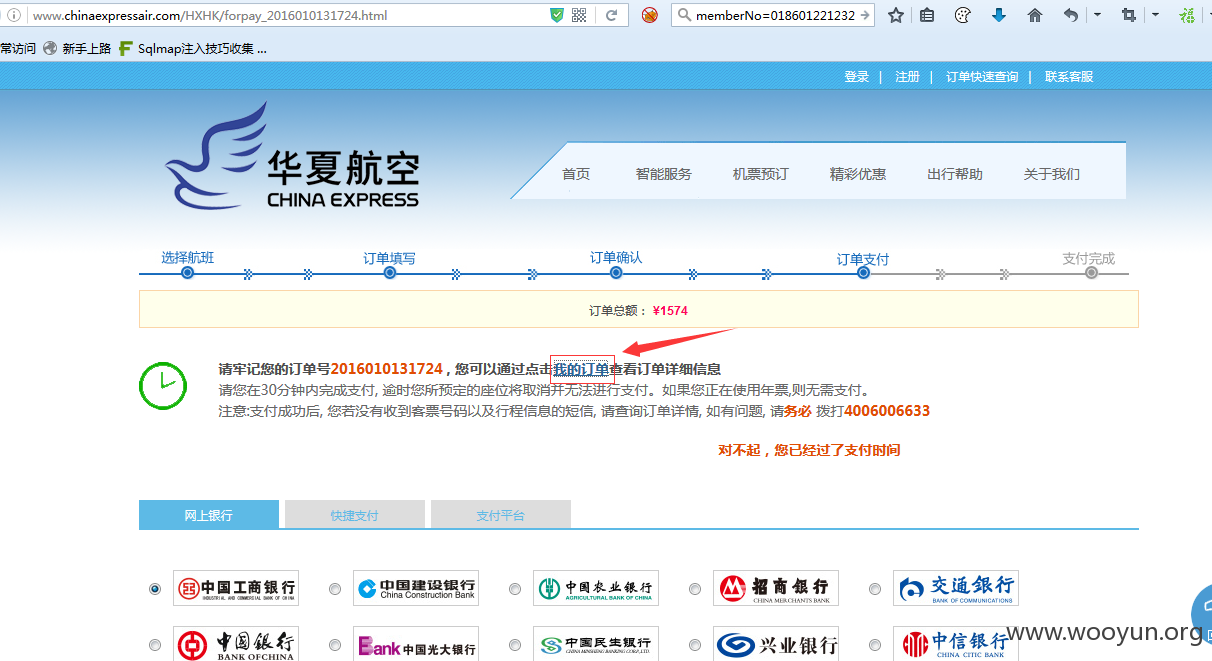 www.chinaexpressair.com/HXHK/forpay_2016010131724.html
memberNo=018601221232
常访问 新手上路 Sqlmap注入技巧收集 ...
登录 | 注册 | 订单快速查询 | 联系客服
华夏航空
CHINA EXPRESS
首页 智能服务 机票预订 精彩优惠 出行帮助 关于我们
选择航班 订单填写 订单确认 订单支付 支付完成
订单总额： ¥1574
请牢记您的订单号2016010131724，您可以通过点击我的订单查看订单详细信息
请您在30分钟内完成支付, 逾时您所预定的座位将取消并无法进行支付。如果您正在使用年票,则无需支付。
注意:支付成功后, 您若没有收到客票号码以及行程信息的短信, 请查询订单详情, 如有问题, 请务必 拨打4006006633
对不起，您已经过了支付时间
网上银行 快捷支付 支付平台
中国工商银行 中国建设银行 中国农业银行 招商银行 交通银行
INDUSTRIAL AND COMMERCIAL BANK OF CHINA China Construction Bank AGRICULTURAL BANK OF CHINA CHINA MERCHANTS BANK BANK OF COMMUNICATIONS
中国银行 Bank 中国光大银行 中国民生银行 兴业银行 中信银行
BANK OF CHINA CHINA MINSHENG BANKING CORP.,LTD. CHINA CITIC BANK
www.wooyun.org